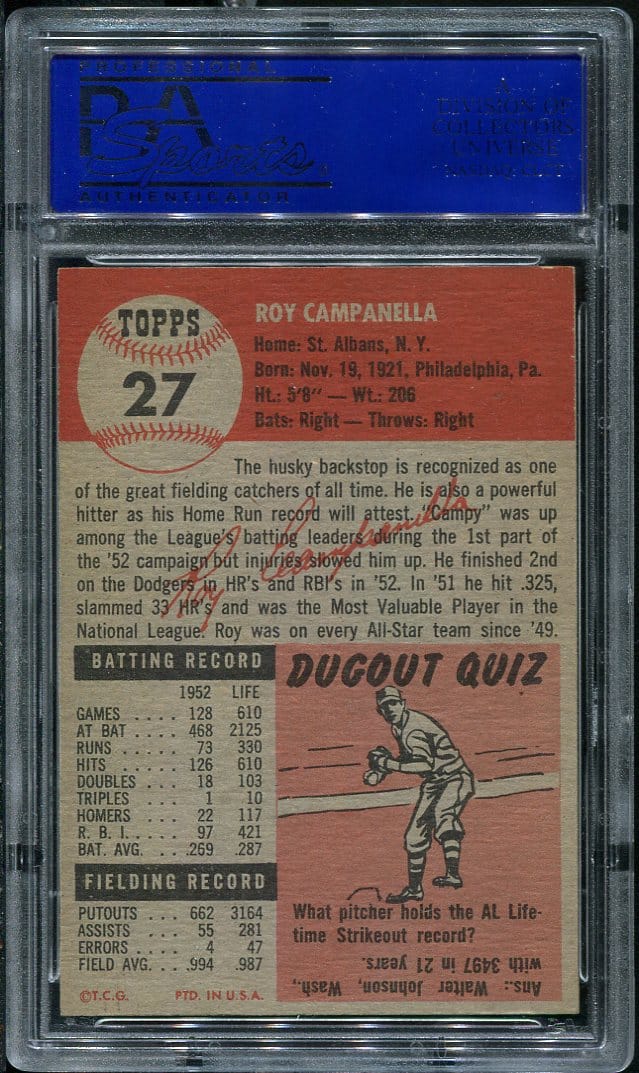 PROFESSIONAL
PSA
Sports
AUTHENTICATOR
A
DIVISION OF
COLLECTORS
UNIVERSE
NASDAQ: CLCT
TOPPS
27
ROY CAMPANELLA
Home: St. Albans, N. Y.
Born: Nov. 19, 1921, Philadelphia, Pa.
Ht.: 5'8" — Wt.: 206
Bats: Right — Throws: Right
The husky backstop is recognized as one
of the great fielding catchers of all time. He is also a powerful
hitter as his Home Run record will attest. "Campy" was up
among the League's batting leaders during the 1st part of
the '52 campaign but injuries slowed him up. He finished 2nd
on the Dodgers in HR's and RBI's in '52. In '51 he hit .325,
slammed 33 HR's and was the Most Valuable Player in the
National League. Roy was on every All-Star team since '49.
Roy Campanella
BATTING RECORD
1952 LIFE
GAMES .... 128 610
AT BAT .... 468 2125
RUNS .... 73 330
HITS .... 126 610
DOUBLES ... 18 103
TRIPLES ... 1 10
HOMERS ... 22 117
R. B. I. .... 97 421
BAT. AVG. ... .269 .287
FIELDING RECORD
PUTOUTS ... 662 3164
ASSISTS ... 55 281
ERRORS .... 4 47
FIELD AVG. ... .994 .987
©T.C.G. PTD. IN U.S.A.
DUGOUT QUIZ
What pitcher holds the AL Life-
time Strikeout record?
Ans.: Walter Johnson, Wash.,
with 3497 in 21 years.